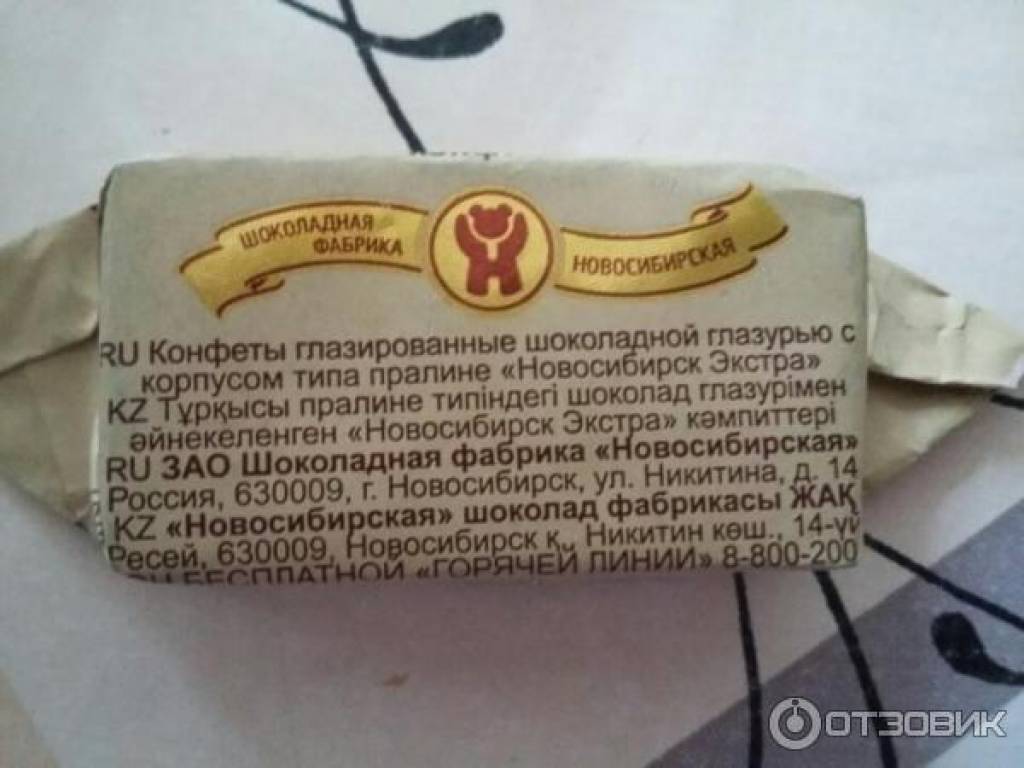 ШОКОЛАДНАЯ
ФАБРИКА
НОВОСИБИРСКАЯ
RU Конфеты глазированные шоколадной глазурью с
корпусом типа пралине «Новосибирск Экстра»
KZ Тұрқысы пралине типіндегі шоколад глазурімен
әйнекеленген «Новосибирск Экстра» кәмпиттері
RU ЗАО Шоколадная фабрика «Новосибирская»
Россия, 630009, г. Новосибирск, ул. Никитина, д. 14
KZ «Новосибирская» шоколад фабрикасы ЖАҚ
Ресей, 630009, Новосибирск қ., Никитин көш., 14-үй
БЕСПЛАТНОЙ «ГОРЯЧЕЙ ЛИНИИ» 8-800-200
ОТЗОВИК